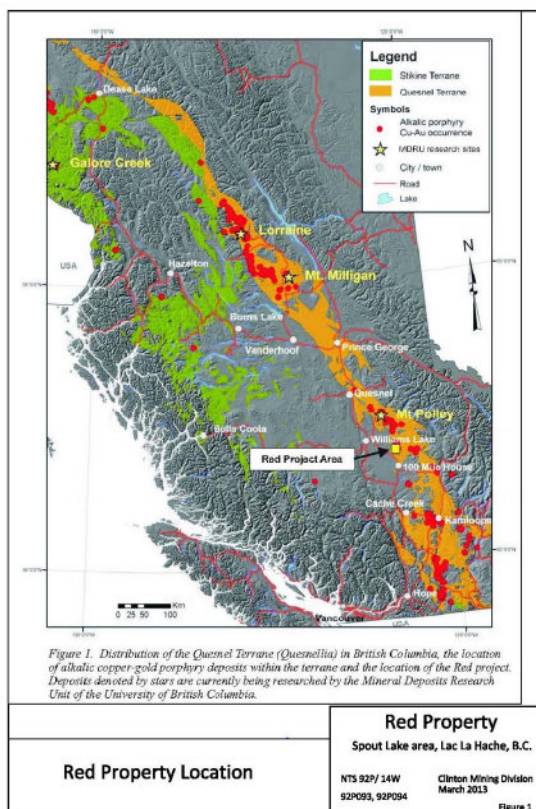 Legend
Stikine Terrane
Quesnel Terrane
Symbols
Alkalic porphyry
Cu-Au occurrence
MDRU research sites
City / town
Road
Lake
N
Dease Lake
Galore Creek
Lorraine
Mt. Milligan
Hazelton
USA
Burns Lake
Vanderhoof
Prince George
Quesnel
Mt Polley
Bella Coola
Williams Lake
Red Project Area
100 Mile House
Cache Creek
Kamloops
Hope
Vancouver
USA
0 25 50 100
Km
Figure 1. Distribution of the Quesnel Terrane (Quesnellia) in British Columbia, the location
of alkalic copper-gold porphyry deposits within the terrane and the location of the Red project.
Deposits denoted by stars are currently being researched by the Mineral Deposits Research
Unit of the University of British Columbia.
Red Property Location
Red Property
Spout Lake area, Lac La Hache, B.C.
NTS 92P/ 14W Clinton Mining Division
92P093, 92P094 March 2013
Figure 1